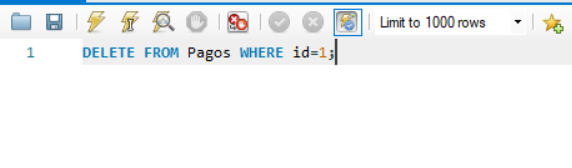 Limit to 1000 rows
1 DELETE FROM Pagos WHERE id=1;